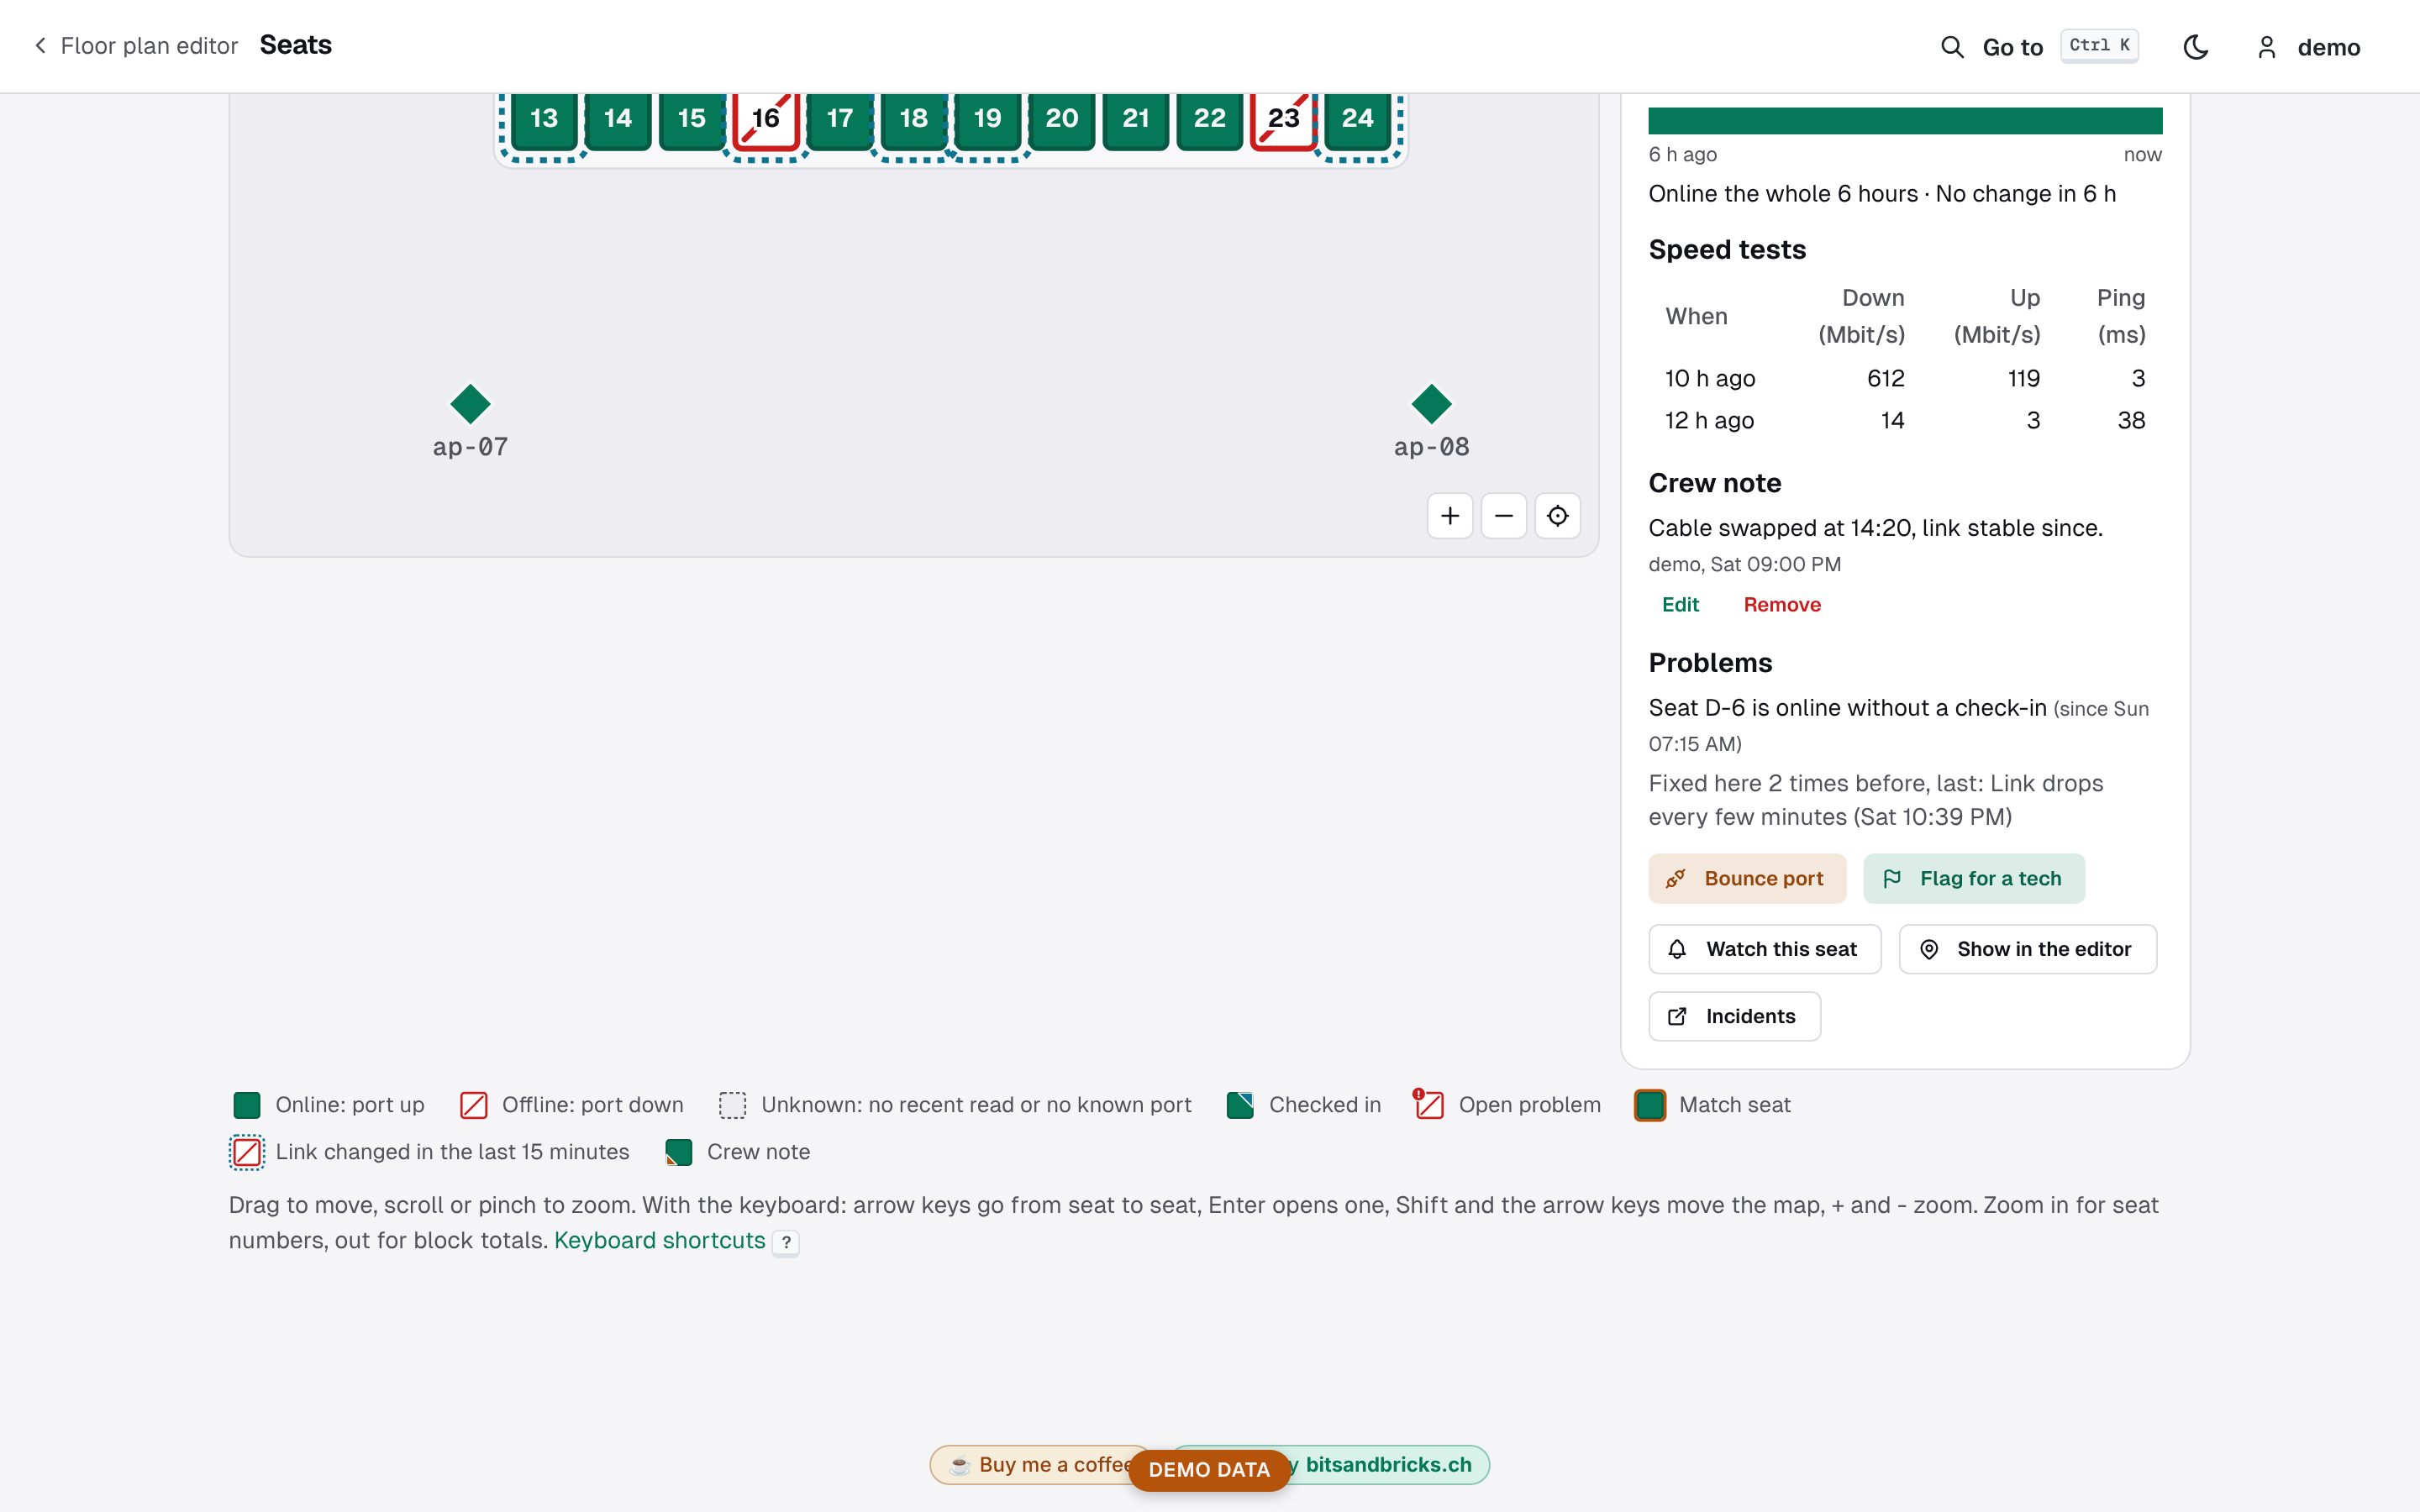 Floor plan editor Seats Go to Ctrl K demo
13 14 15 16 17 18 19 20 21 22 23 24
ap-07 ap-08
6 h ago now
Online the whole 6 hours · No change in 6 h
Speed tests
When Down (Mbit/s) Up (Mbit/s) Ping (ms)
10 h ago 612 119 3
12 h ago 14 3 38
Crew note
Cable swapped at 14:20, link stable since.
demo, Sat 09:00 PM
Edit Remove
Problems
Seat D-6 is online without a check-in (since Sun
07:15 AM)
Fixed here 2 times before, last: Link drops
every few minutes (Sat 10:39 PM)
Bounce port Flag for a tech
Watch this seat Show in the editor
Incidents
Online: port up Offline: port down Unknown: no recent read or no known port Checked in Open problem Match seat
Link changed in the last 15 minutes Crew note
Drag to move, scroll or pinch to zoom. With the keyboard: arrow keys go from seat to seat, Enter opens one, Shift and the arrow keys move the map, + and - zoom. Zoom in for seat
numbers, out for block totals. Keyboard shortcuts ?
Buy me a coffee DEMO DATA bitsandbricks.ch